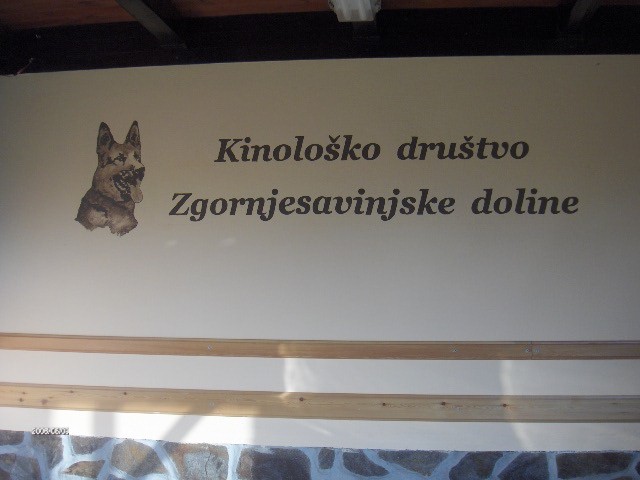 Kinološko društvo
Zgornjesavinjske doline